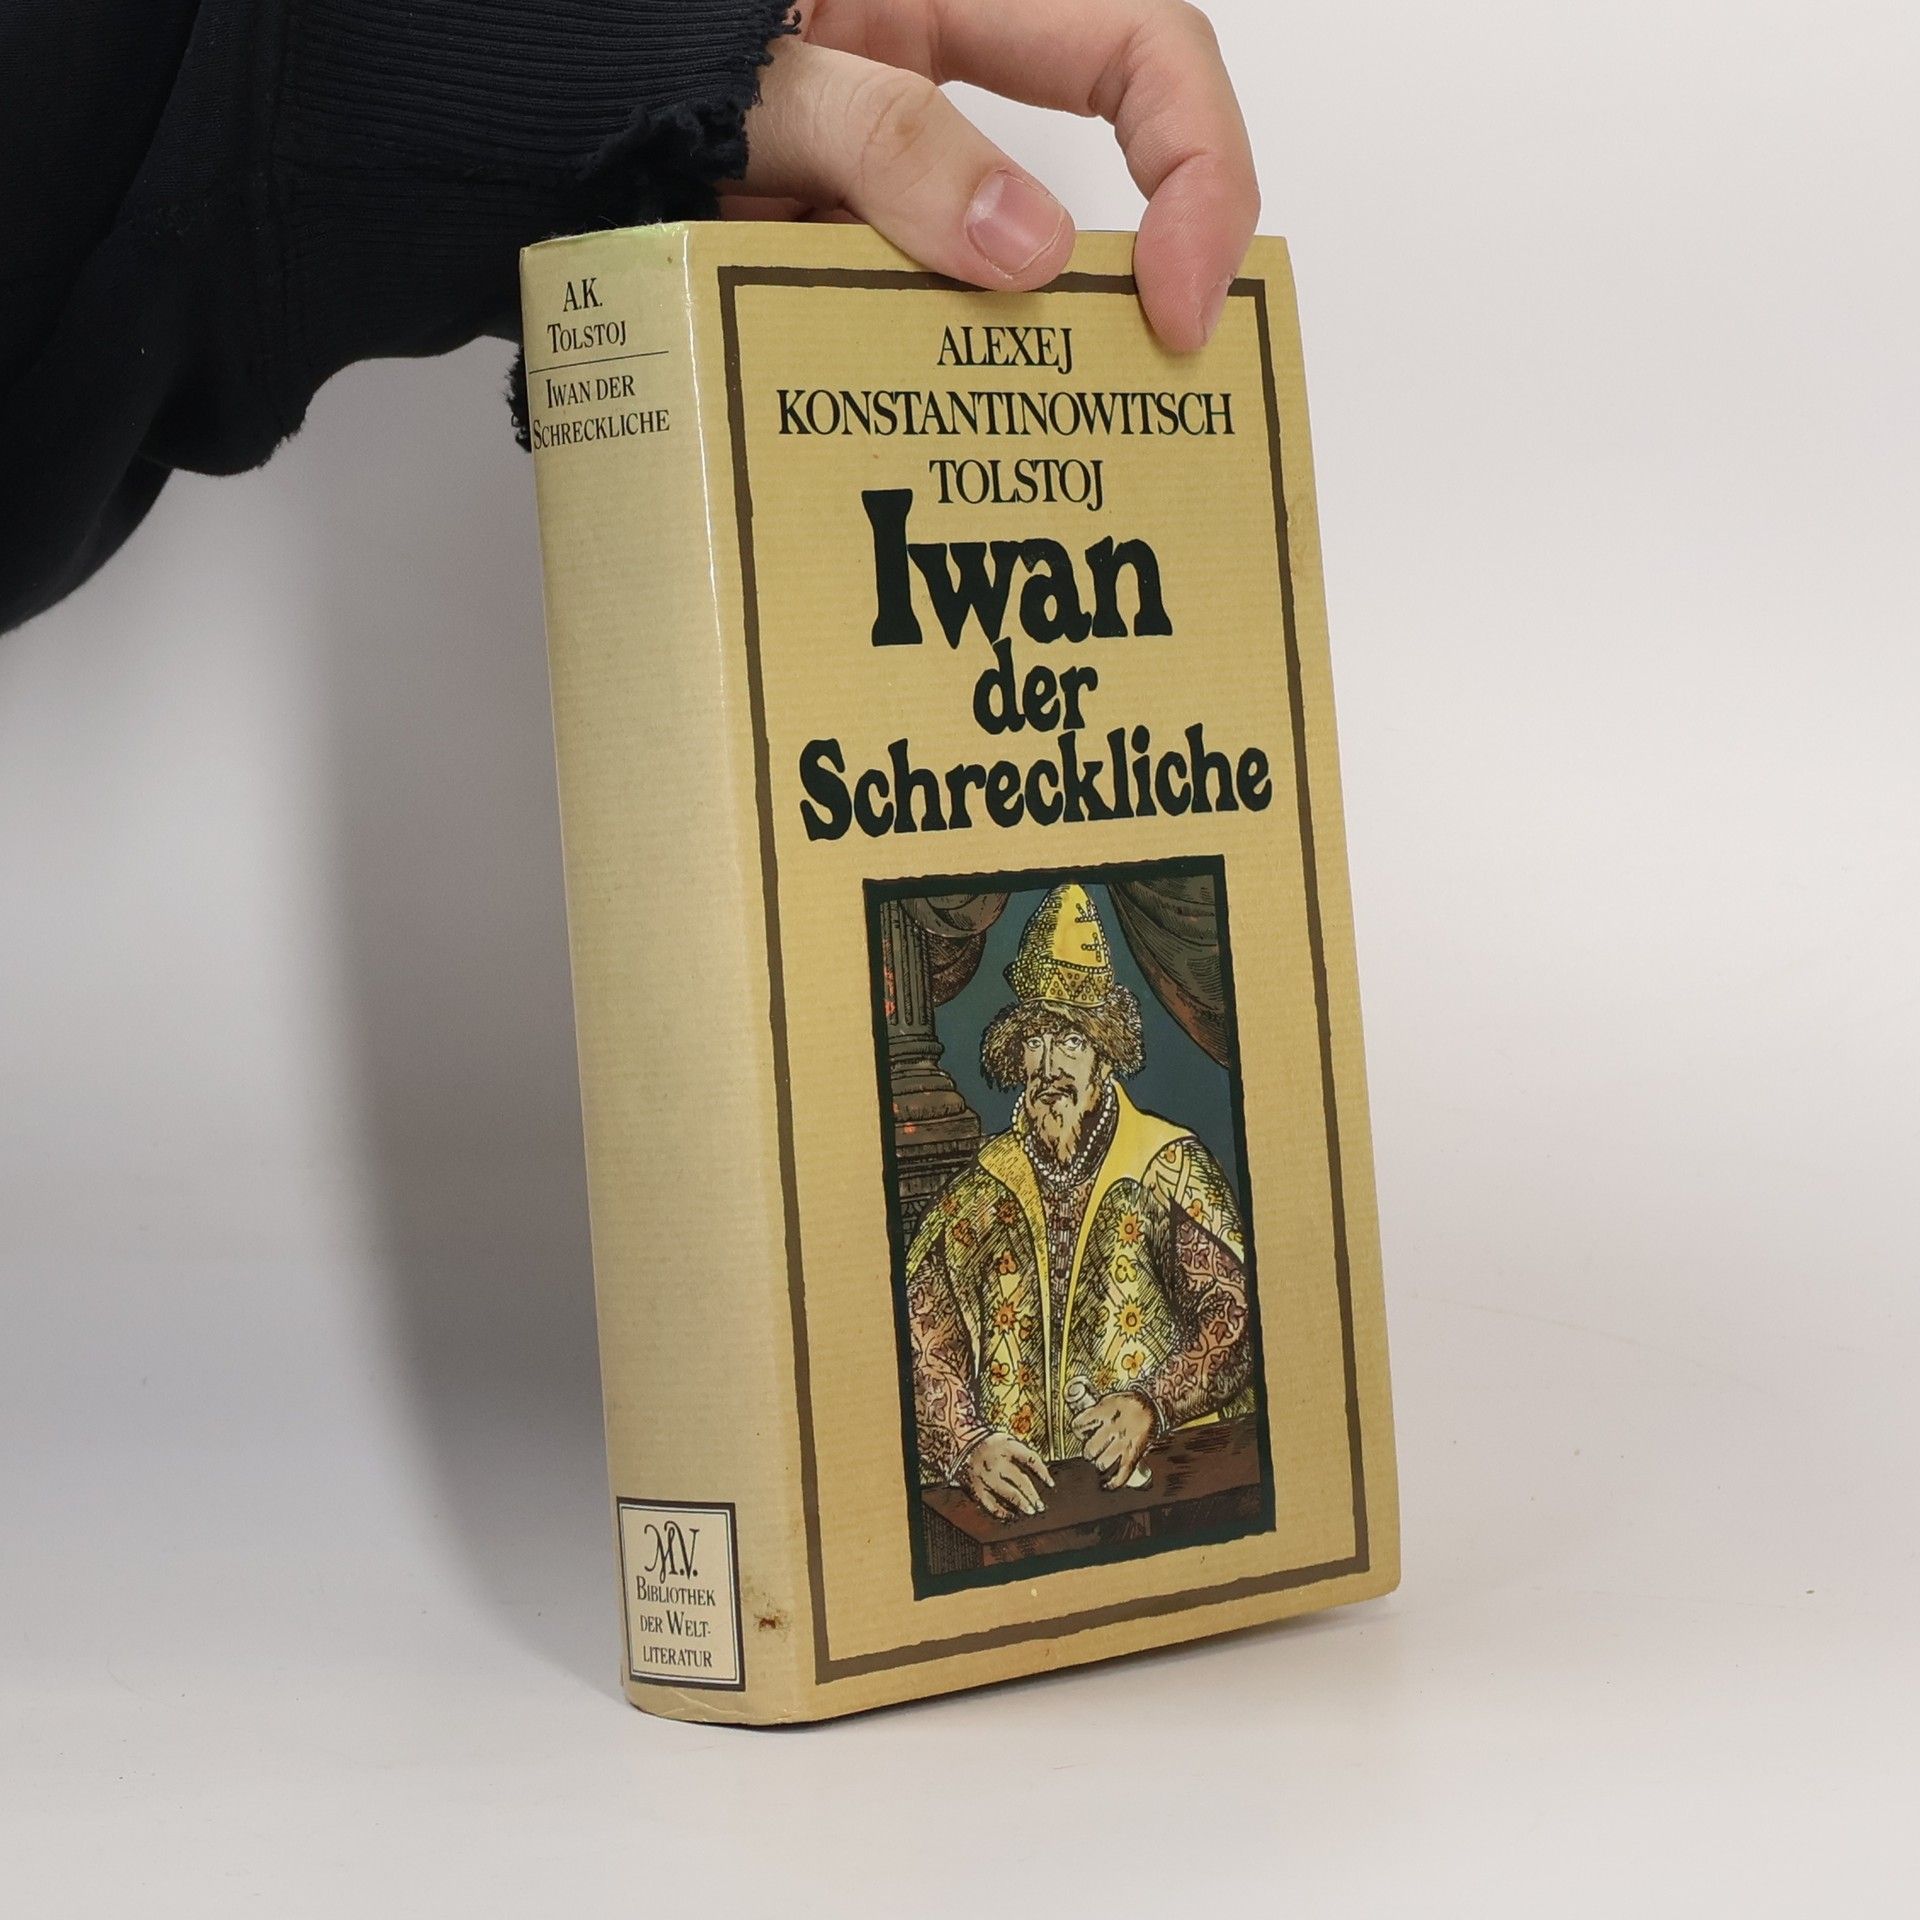 A.K.
TOLSTOJ
IWAN DER
SCHRECKLICHE
ALEXEJ
KONSTANTINOWITSCH
TOLSTOJ
Iwan
der
Schreckliche
M.V.
BIBLIOTHEK
DER WELT-
LITERATUR